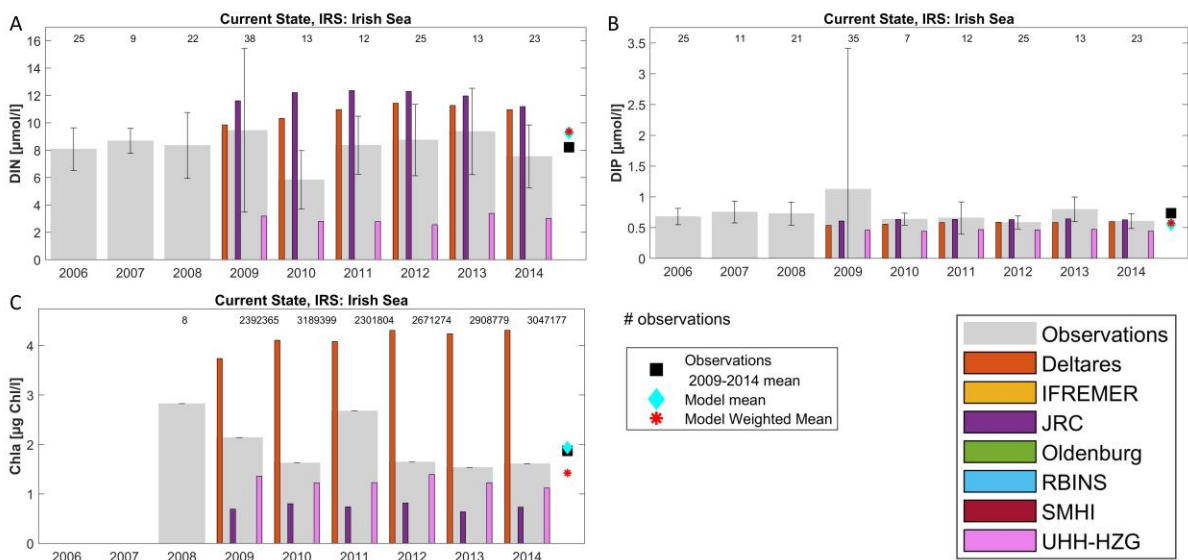 A
Current State, IRS: Irish Sea
25 9 22 38 13 12 25 13 23
16
14
12
10
8
6
4
2
0
DIN [µmol/l]
2006 2007 2008 2009 2010 2011 2012 2013 2014
B
Current State, IRS: Irish Sea
25 11 21 35 7 12 25 13 23
3.5
3
2.5
2
1.5
1
0.5
0
DIP [µmol/l]
2006 2007 2008 2009 2010 2011 2012 2013 2014
C
Current State, IRS: Irish Sea
8 2392365 3189399 2301804 2671274 2908779 3047177
4
3
2
1
0
Chla [µg Chl/l]
2006 2007 2008 2009 2010 2011 2012 2013 2014
# observations
Observations
2009-2014 mean
Model mean
Model Weighted Mean
Observations
Deltares
IFREMER
JRC
Oldenburg
RBINS
SMHI
UHH-HZG